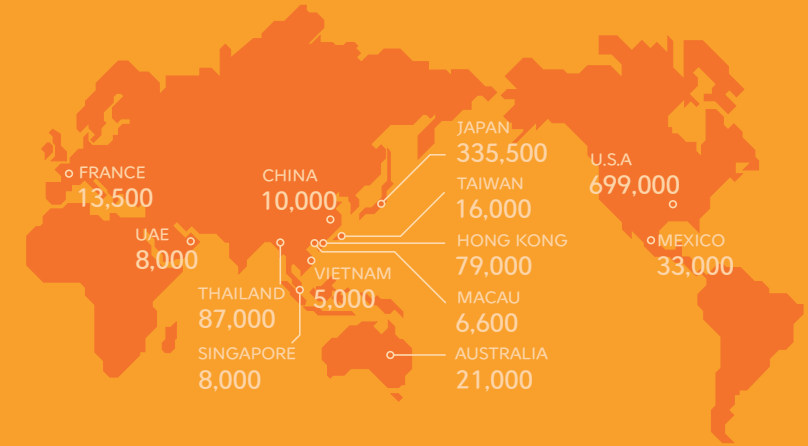 FRANCE
13,500
UAE
8,000
CHINA
10,000
THAILAND
87,000
SINGAPORE
8,000
VIETNAM
5,000
JAPAN
335,500
TAIWAN
16,000
HONG KONG
79,000
MACAU
6,600
AUSTRALIA
21,000
U.S.A
699,000
MEXICO
33,000